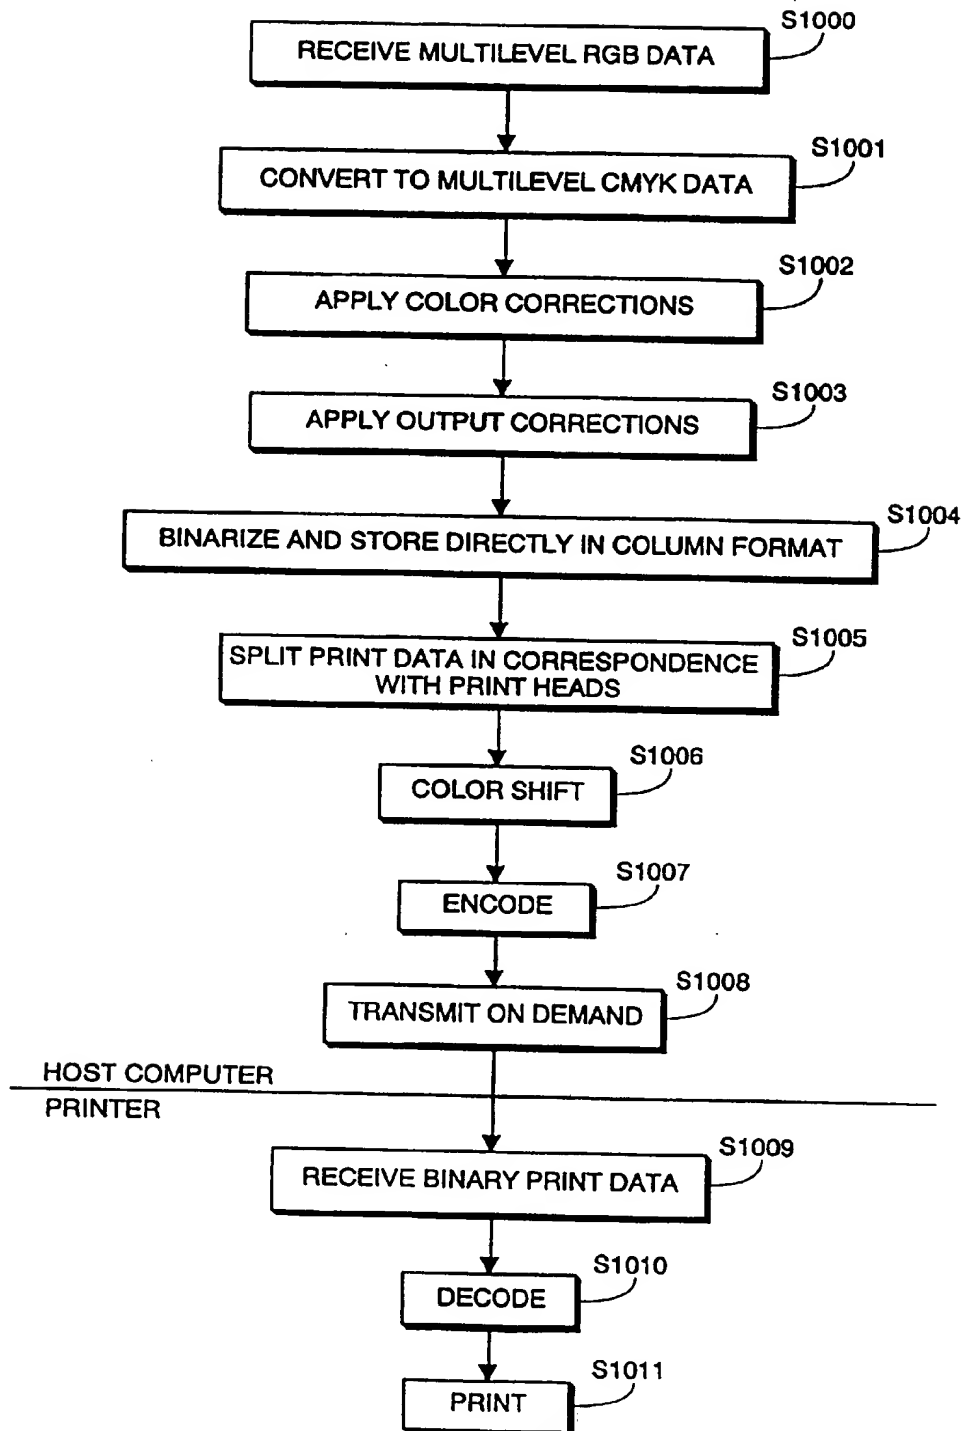 S1000
RECEIVE MULTILEVEL RGB DATA
S1001
CONVERT TO MULTILEVEL CMYK DATA
S1002
APPLY COLOR CORRECTIONS
S1003
APPLY OUTPUT CORRECTIONS
S1004
BINARIZE AND STORE DIRECTLY IN COLUMN FORMAT
S1005
SPLIT PRINT DATA IN CORRESPONDENCE
WITH PRINT HEADS
S1006
COLOR SHIFT
S1007
ENCODE
S1008
TRANSMIT ON DEMAND
HOST COMPUTER
PRINTER
S1009
RECEIVE BINARY PRINT DATA
S1010
DECODE
S1011
PRINT